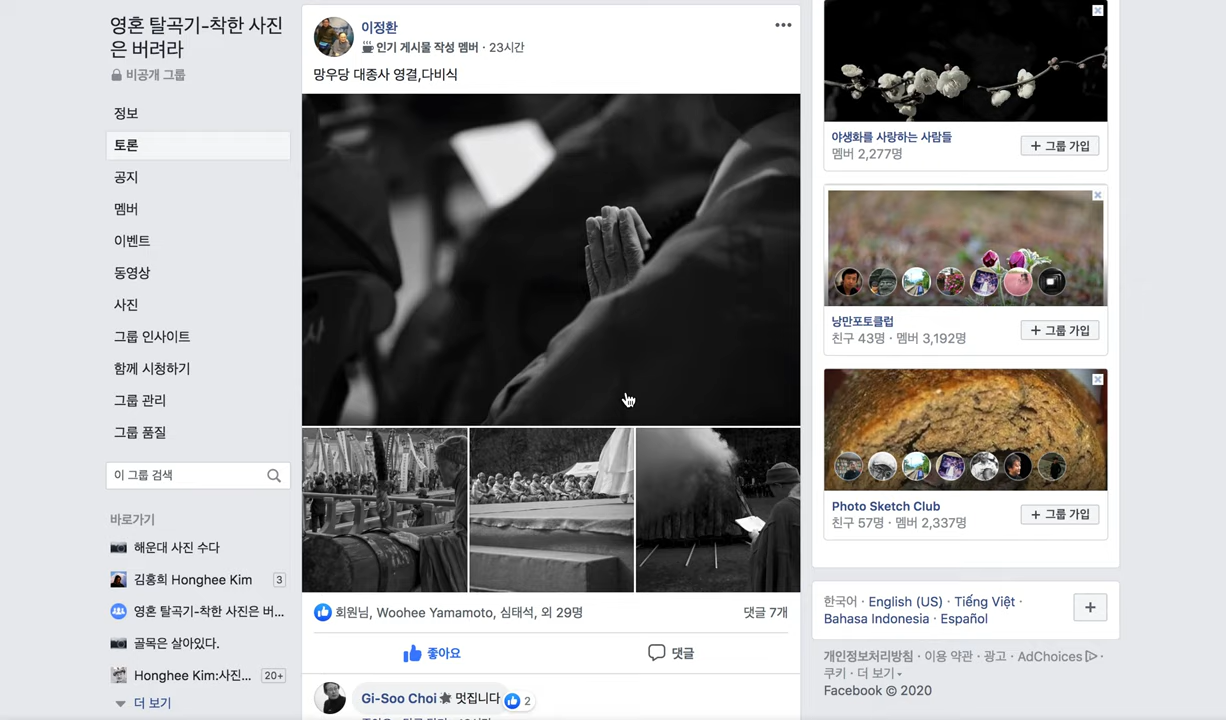 영혼 탈곡기-착한 사진
은 버려라
비공개 그룹
정보
토론
공지
멤버
이벤트
동영상
사진
그룹 인사이트
함께 시청하기
그룹 관리
그룹 품질
이 그룹 검색
바로가기
해운대 사진 수다
김홍희 Honghee Kim 3
영혼 탈곡기-착한 사진은 버...
골목은 살아있다.
Honghee Kim:사진... 20+
더 보기
이정환
인기 게시물 작성 멤버 · 23시간
망우당 대종사 영결,다비식
회원님, Woohee Yamamoto, 심태석, 외 29명
댓글 7개
좋아요
댓글
Gi-Soo Choi 멋집니다
2
야생화를 사랑하는 사람들
멤버 2,277명
+ 그룹 가입
낭만포토클럽
친구 43명 · 멤버 3,192명
+ 그룹 가입
Photo Sketch Club
친구 57명 · 멤버 2,337명
+ 그룹 가입
한국어 · English (US) · Tiếng Việt ·
Bahasa Indonesia · Español
개인정보처리방침 · 이용 약관 · 광고 · AdChoices ·
쿠키 · 더 보기
Facebook © 2020